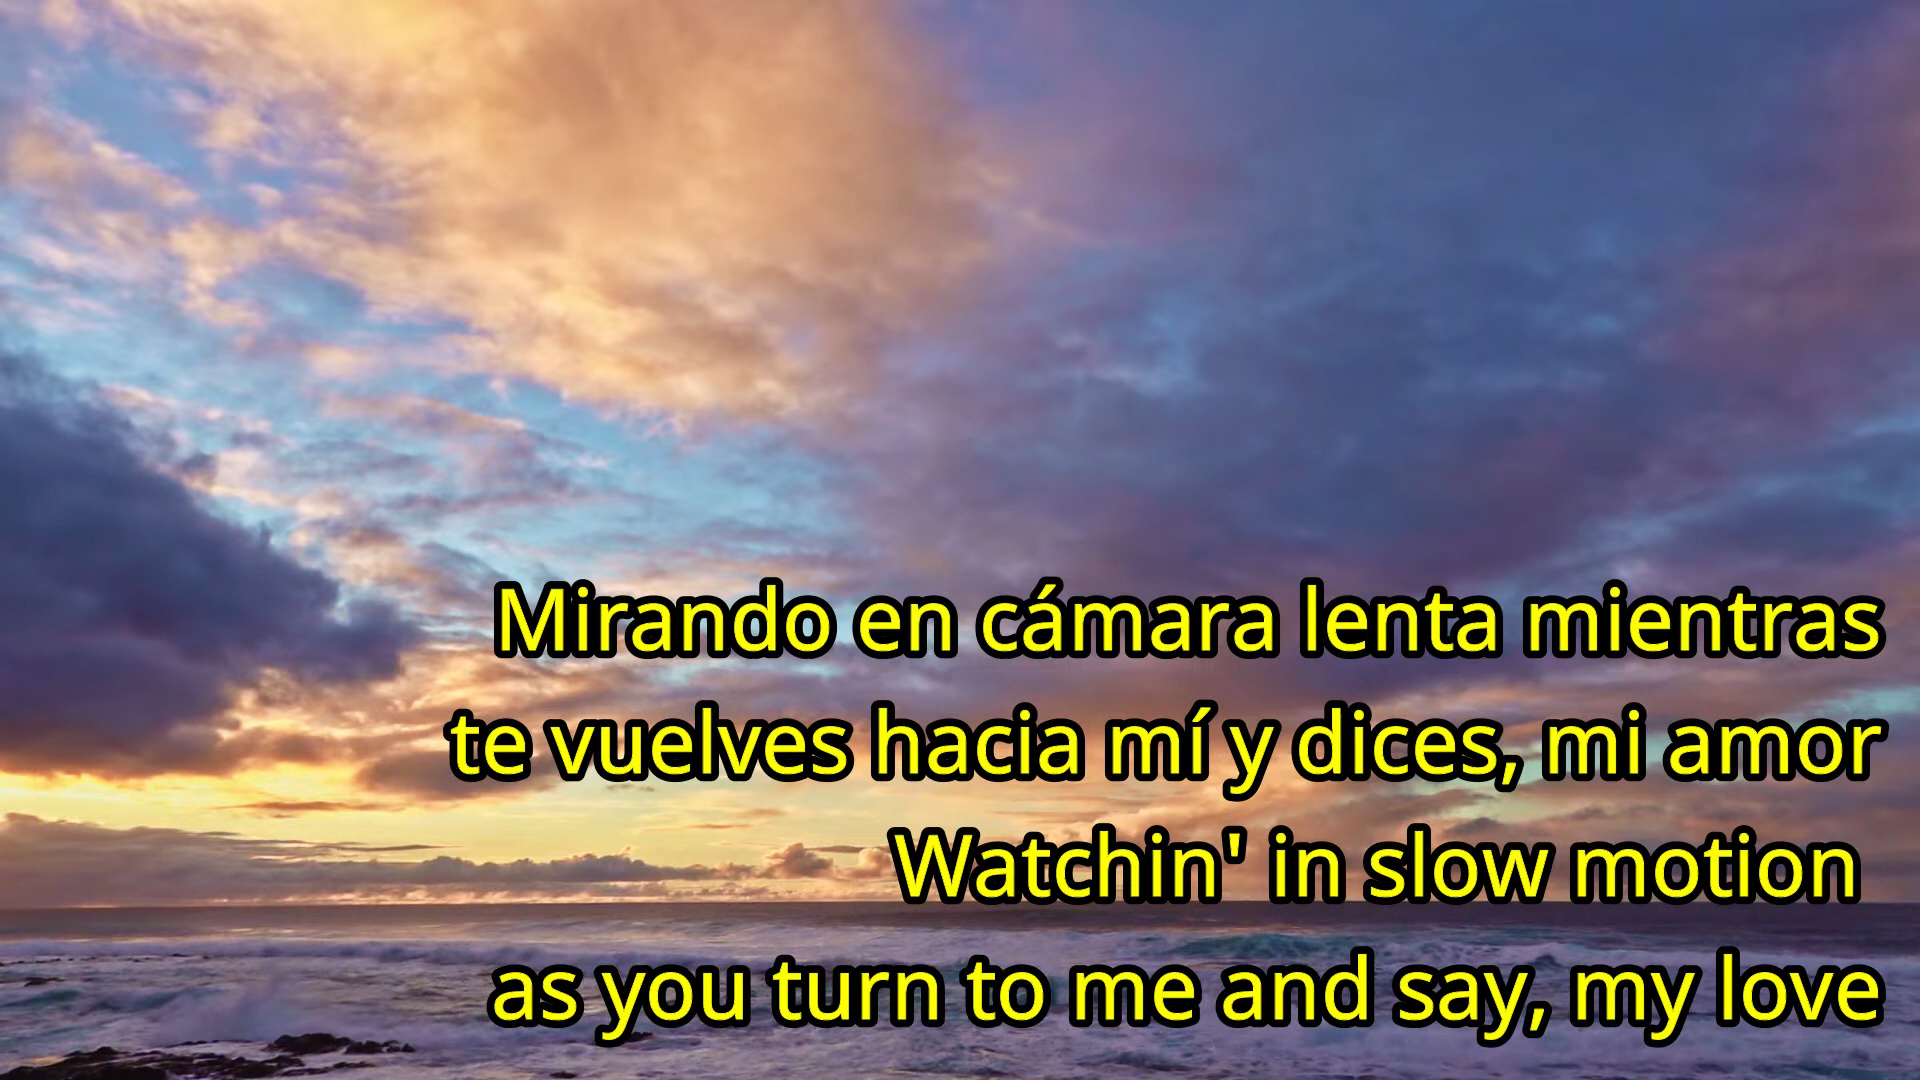 Mirando en cámara lenta mientras
te vuelves hacia mí y dices, mi amor
Watchin' in slow motion
as you turn to me and say, my love